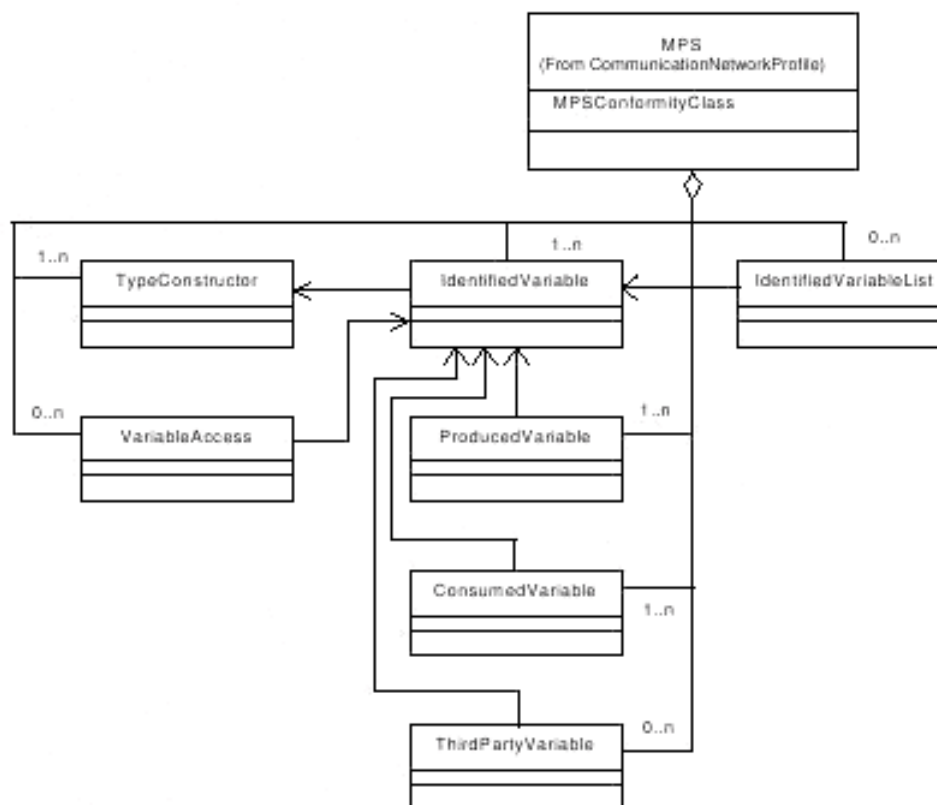 MPS
(From CommunicationNetworkProfile)
MPSConformityClass
1..n
1..n
0..n
TypeConstructor
IdentifiedVariable
IdentifiedVariableList
0..n
1..n
VariableAccess
ProducedVariable
ConsumedVariable
1..n
0..n
ThirdPartyVariable